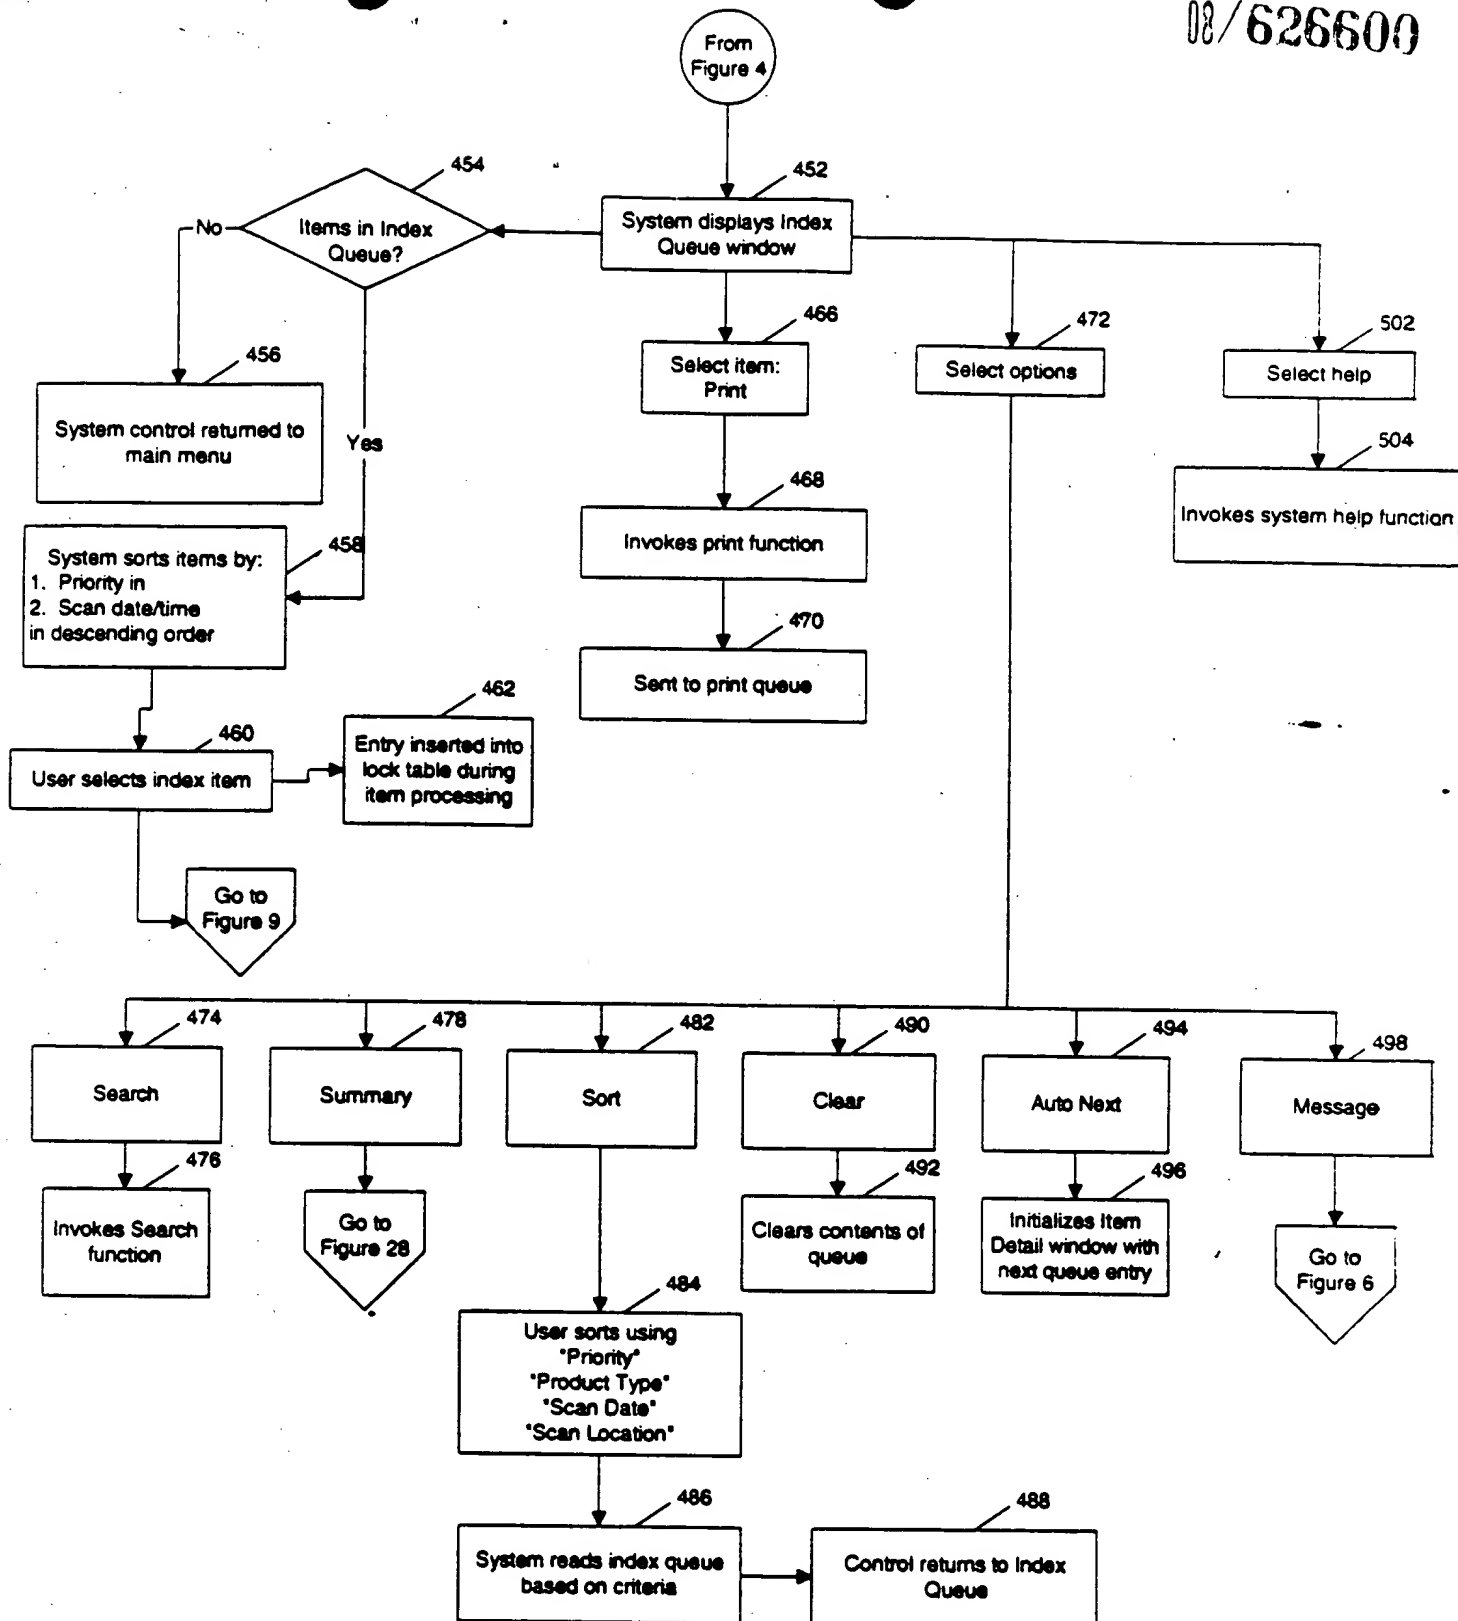 08/626600
From
Figure 4
454
452
No
Items in Index
Queue?
System displays Index
Queue window
466
472
502
456
Select item:
Print
Select options
Select help
System control returned to
main menu
Yes
504
468
Invokes system help function
458
System sorts items by:
1. Priority in
2. Scan date/time
in descending order
Invokes print function
470
Sent to print queue
462
460
Entry inserted into
lock table during
item processing
User selects index item
Go to
Figure 9
474
478
482
490
494
498
Search
Summary
Sort
Clear
Auto Next
Message
476
492
496
Invokes Search
function
Go to
Figure 28
Clears contents of
queue
Initializes Item
Detail window with
next queue entry
Go to
Figure 6
484
User sorts using
"Priority"
"Product Type"
"Scan Date"
"Scan Location"
486
488
System reads index queue
based on criteria
Control returns to Index
Queue